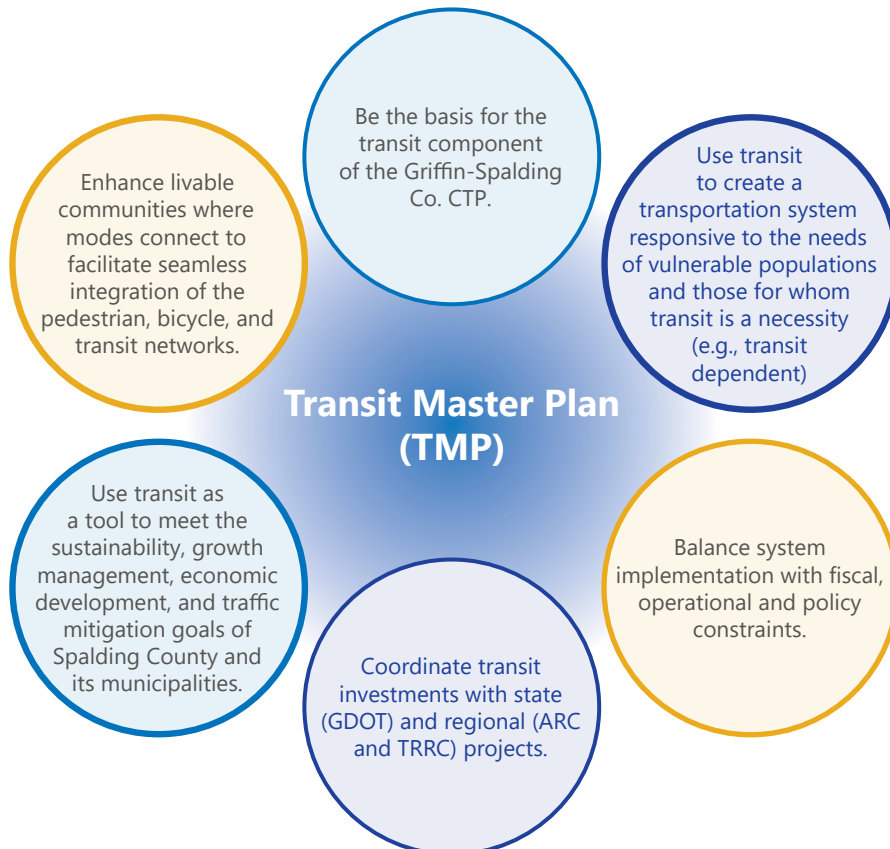 Be the basis for the
transit component
of the Griffin-Spalding
Co. CTP.
Use transit
to create a
transportation system
responsive to the needs
of vulnerable populations
and those for whom
transit is a necessity
(e.g., transit
dependent)
Enhance livable
communities where
modes connect to
facilitate seamless
integration of the
pedestrian, bicycle, and
transit networks.
Transit Master Plan
(TMP)
Use transit as
a tool to meet the
sustainability, growth
management, economic
development, and traffic
mitigation goals of
Spalding County and
its municipalities.
Balance system
implementation with fiscal,
operational and policy
constraints.
Coordinate transit
investments with state
(GDOT) and regional (ARC
and TRRC) projects.